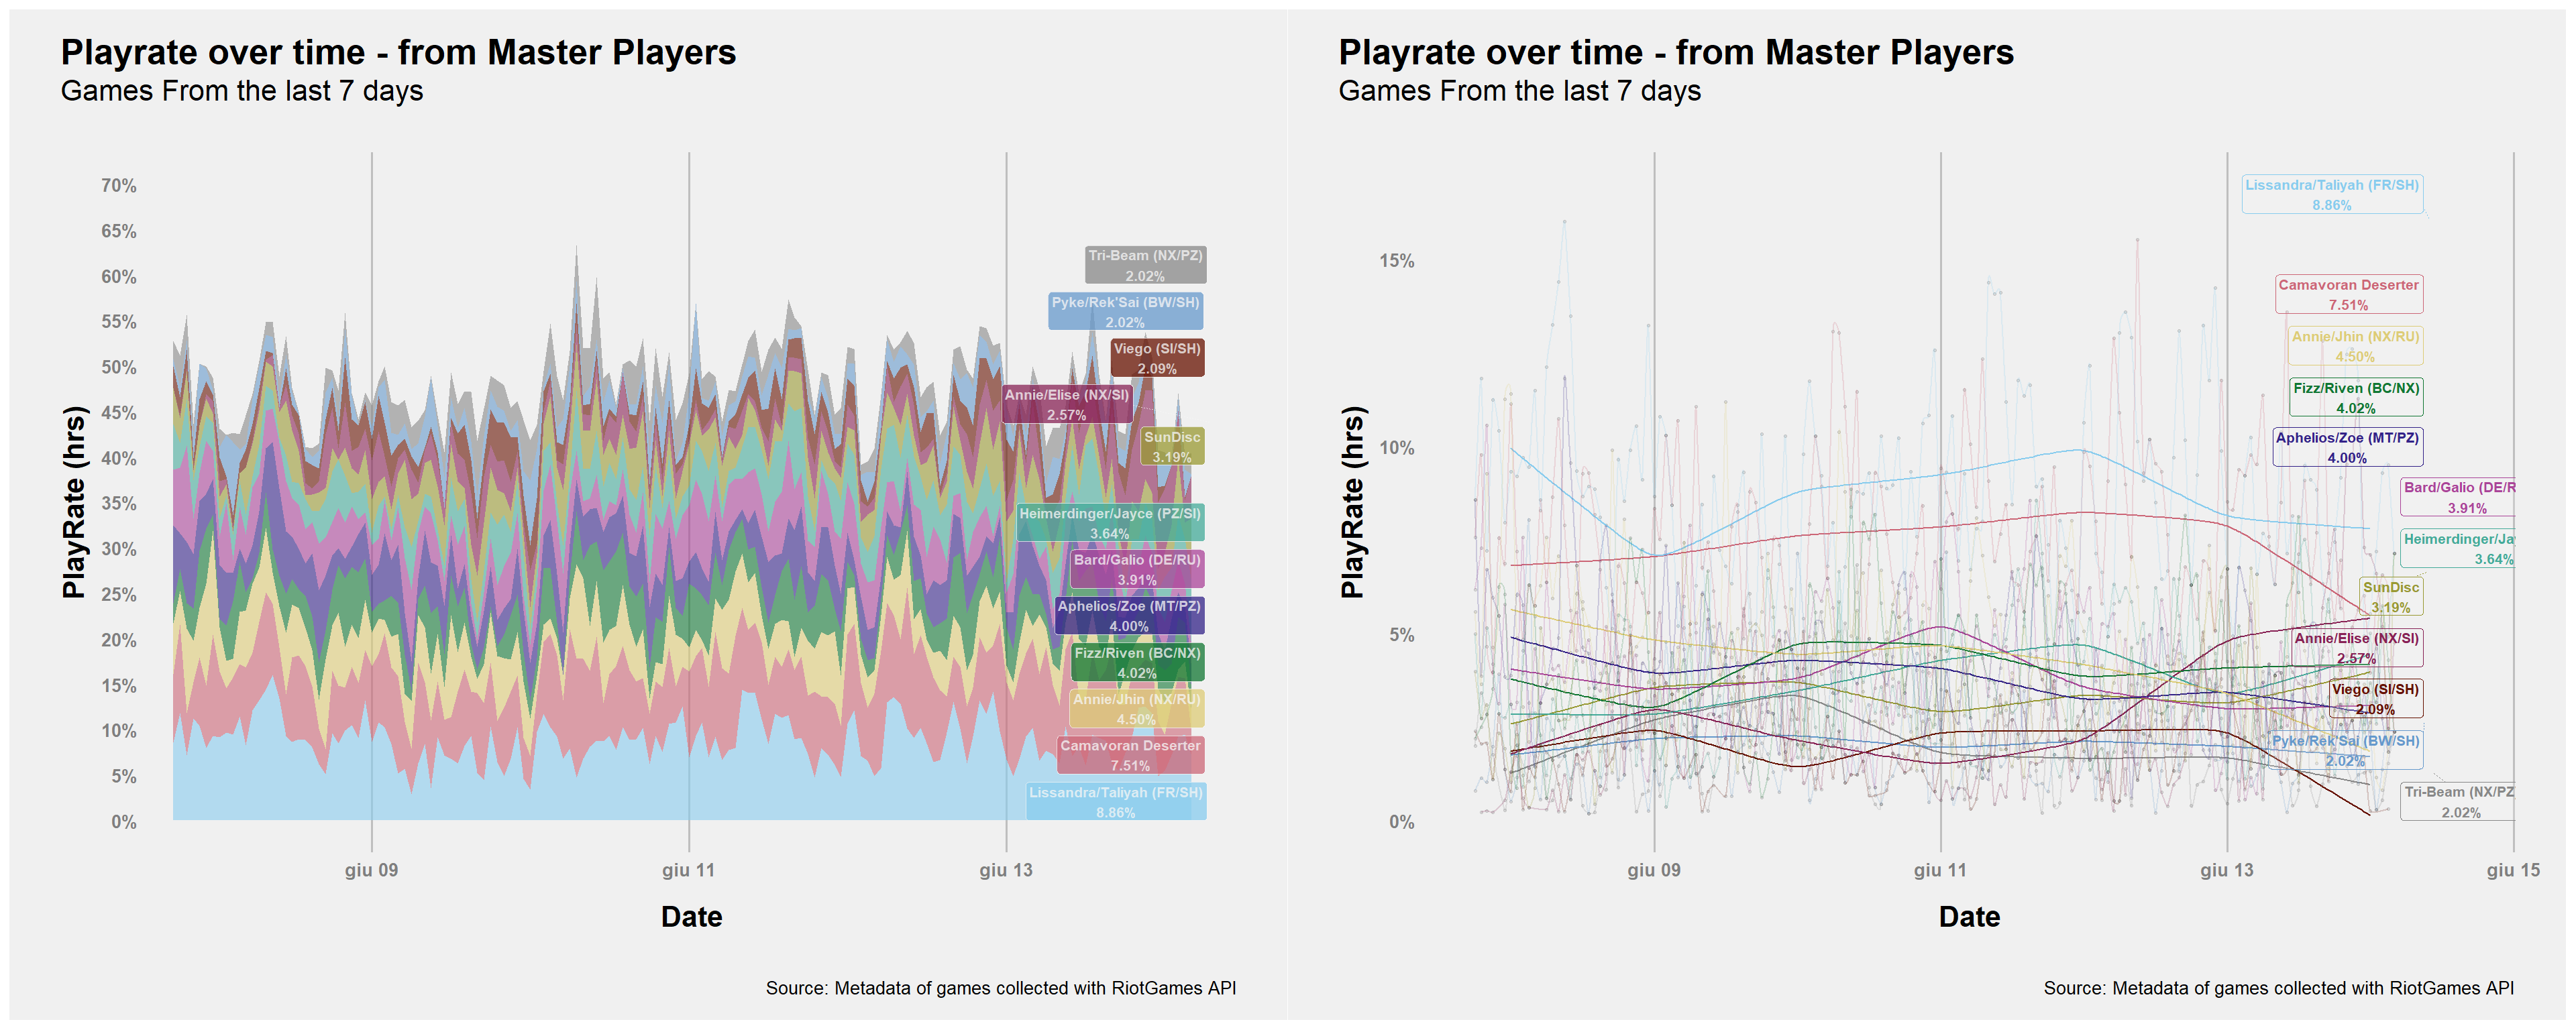 Playrate over time - from Master Players
Games From the last 7 days
PlayRate (hrs)
70%
65%
60%
55%
50%
45%
40%
35%
30%
25%
20%
15%
10%
5%
0%
Tri-Beam (NX/PZ)
2.02%
Pyke/Rek'Sai (BW/SH)
2.02%
Viego (SI/SH)
2.09%
Annie/Elise (NX/SI)
2.57%
SunDisc
3.19%
Heimerdinger/Jayce (PZ/SI)
3.64%
Bard/Galio (DE/RU)
3.91%
Aphelios/Zoe (MT/PZ)
4.00%
Fizz/Riven (BC/NX)
4.02%
Annie/Jhin (NX/RU)
4.50%
Camavoran Deserter
7.51%
Lissandra/Taliyah (FR/SH)
8.86%
giu 09
giu 11
giu 13
Date
Source: Metadata of games collected with RiotGames API
Playrate over time - from Master Players
Games From the last 7 days
PlayRate (hrs)
15%
10%
5%
0%
Lissandra/Taliyah (FR/SH)
8.86%
Camavoran Deserter
7.51%
Annie/Jhin (NX/RU)
4.50%
Fizz/Riven (BC/NX)
4.02%
Aphelios/Zoe (MT/PZ)
4.00%
Bard/Galio (DE/R
3.91%
Heimerdinger/Jay
3.64%
SunDisc
3.19%
Annie/Elise (NX/SI)
2.57%
Viego (SI/SH)
2.09%
Pyke/Rek'Sai (BW/SH)
2.02%
Tri-Beam (NX/PZ
2.02%
giu 09
giu 11
giu 13
giu 15
Date
Source: Metadata of games collected with RiotGames API